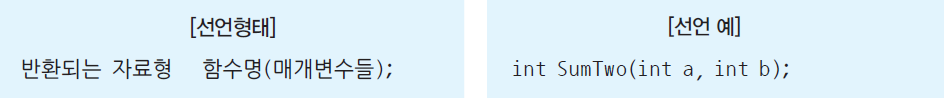 [선언형태]
반환되는 자료형 함수명(매개변수들);
[선언 예]
int SumTwo(int a, int b);